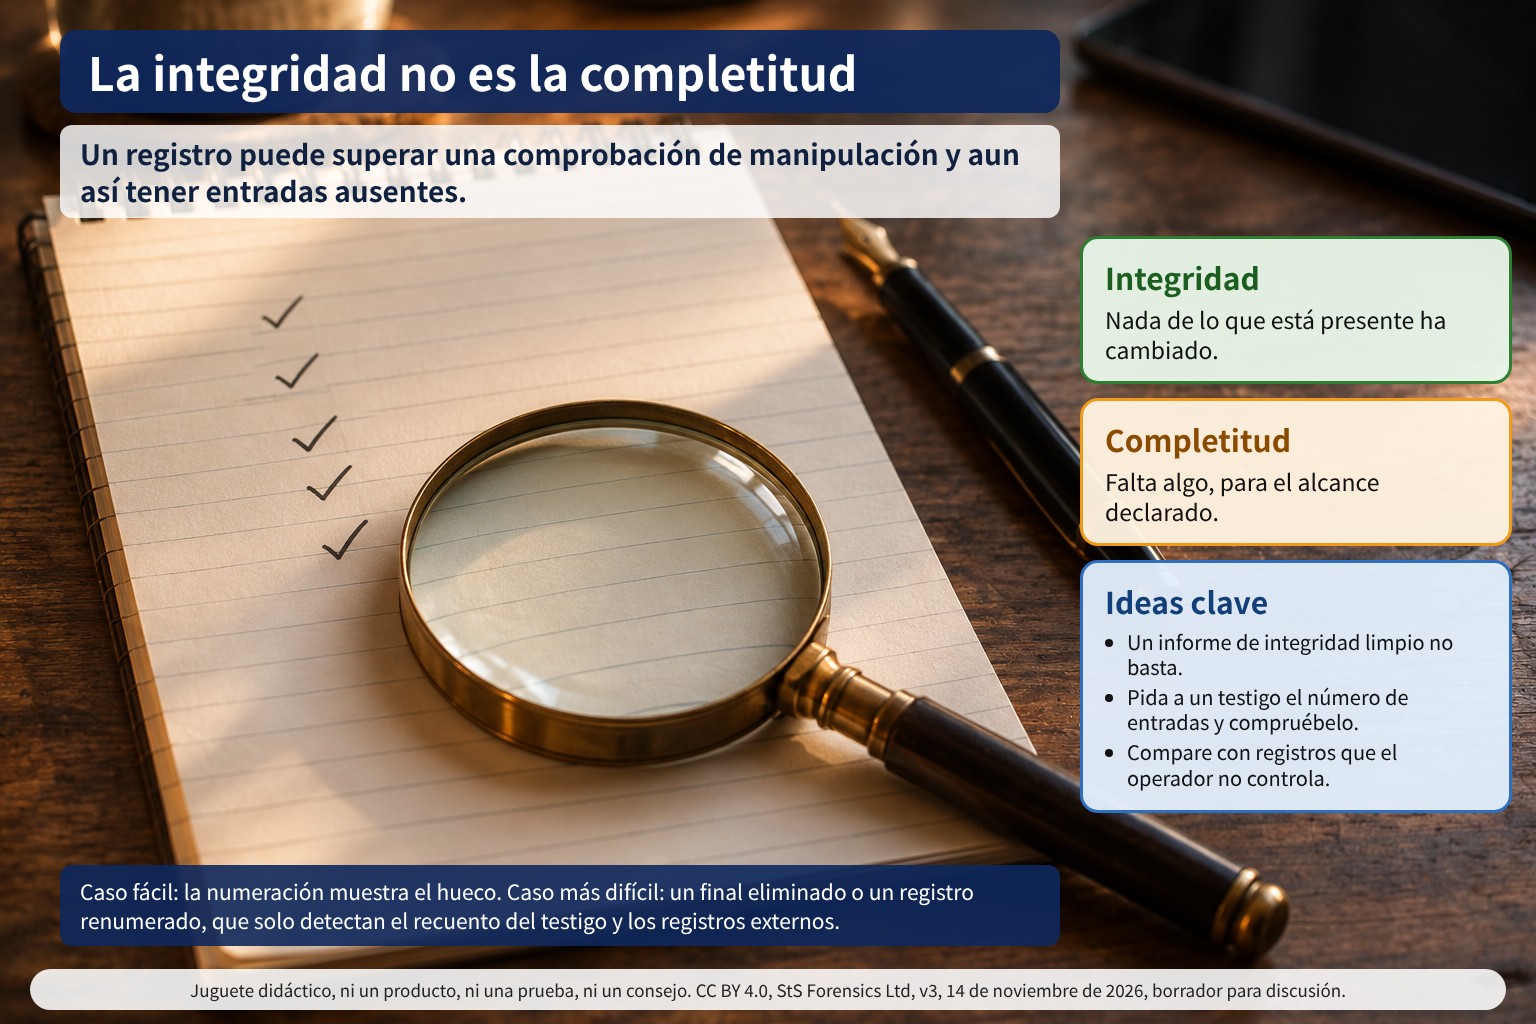 La integridad no es la completitud
Un registro puede superar una comprobación de manipulación y aun
así tener entradas ausentes.
Integridad
Nada de lo que está presente ha
cambiado.
Completitud
Falta algo, para el alcance
declarado.
Ideas clave
• Un informe de integridad limpio no
basta.
• Pida a un testigo el número de
entradas y compruébelo.
• Compare con registros que el
operador no controla.
Caso fácil: la numeración muestra el hueco. Caso más difícil: un final eliminado o un registro
renumerado, que solo detectan el recuento del testigo y los registros externos.
Juguete didáctico, ni un producto, ni una prueba, ni un consejo. CC BY 4.0, StS Forensics Ltd, v3, 14 de noviembre de 2026, borrador para discusión.